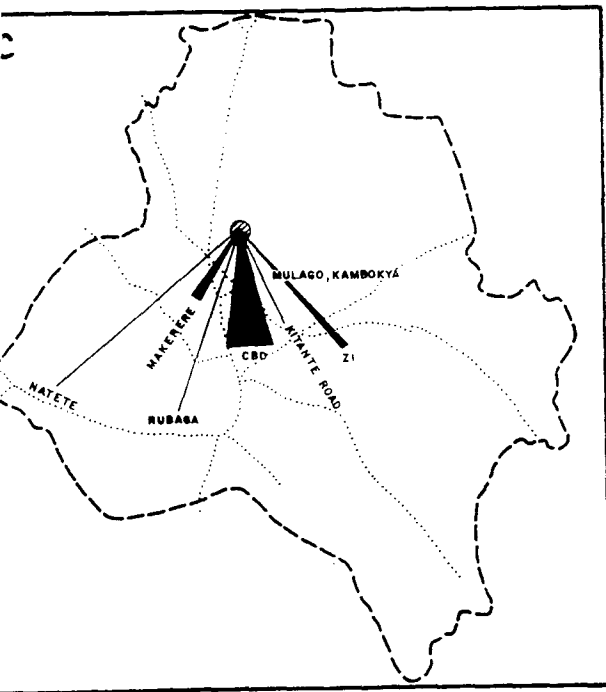 C
MULAGO, KAMBOKYA
MAKERERE
KITANTE ROAD
CBD
ZI
NATETE
RUBAGA